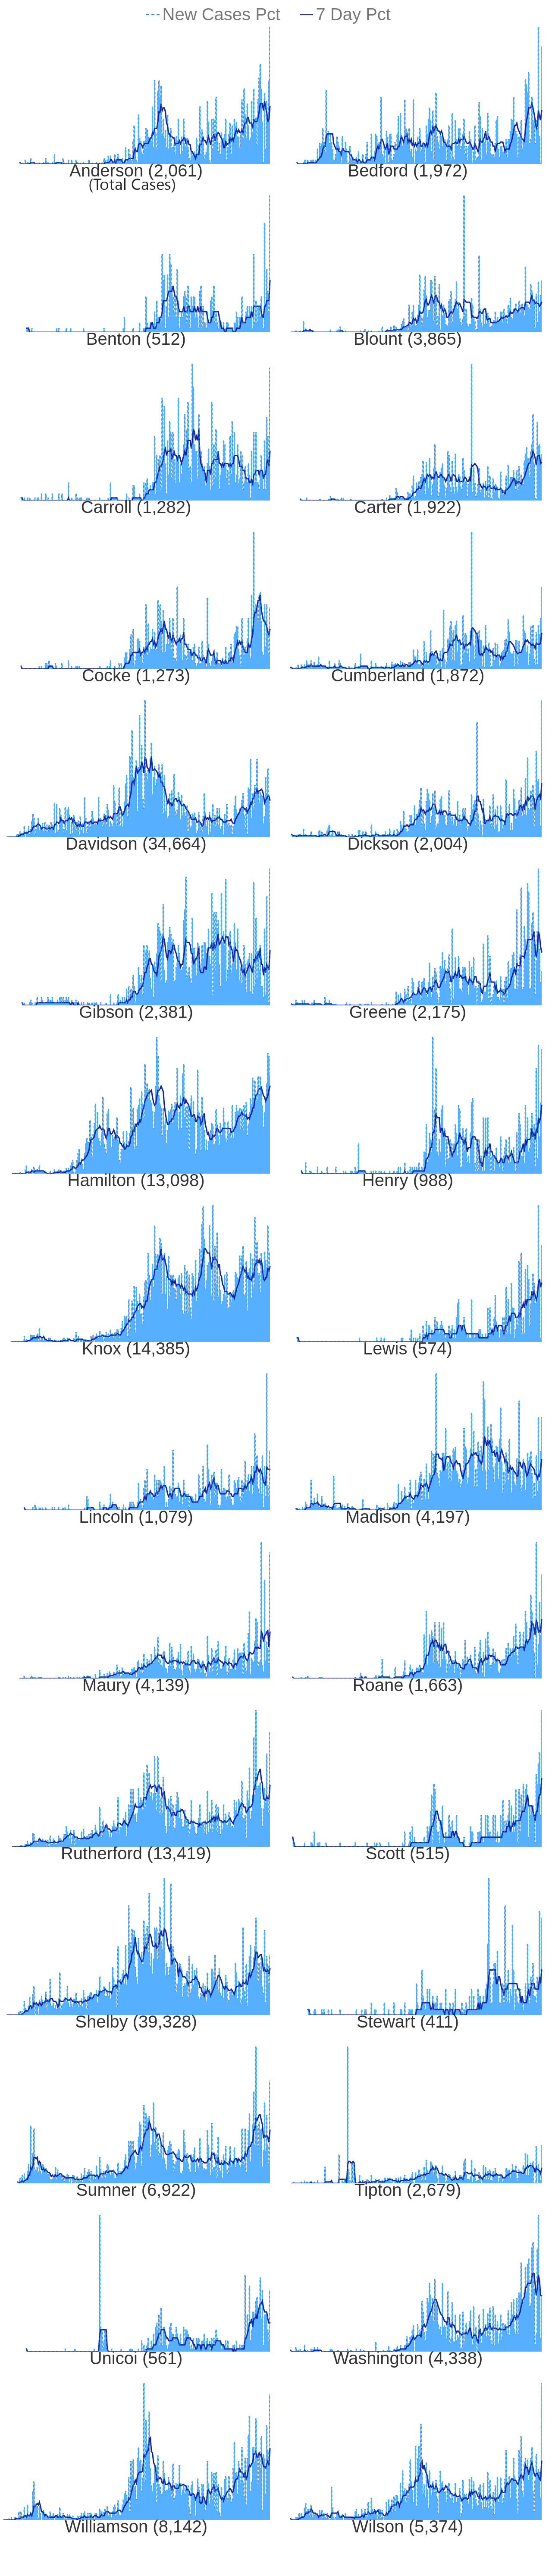 New Cases Pct 7 Day Pct
Anderson (2,061) Bedford (1,972)
(Total Cases)
Benton (512) Blount (3,865)
Carroll (1,282) Carter (1,922)
Cocke (1,273) Cumberland (1,872)
Davidson (34,664) Dickson (2,004)
Gibson (2,381) Greene (2,175)
Hamilton (13,098) Henry (988)
Knox (14,385) Lewis (574)
Lincoln (1,079) Madison (4,197)
Maury (4,139) Roane (1,663)
Rutherford (13,419) Scott (515)
Shelby (39,328) Stewart (411)
Sumner (6,922) Tipton (2,679)
Unicoi (561) Washington (4,338)
Williamson (8,142) Wilson (5,374)